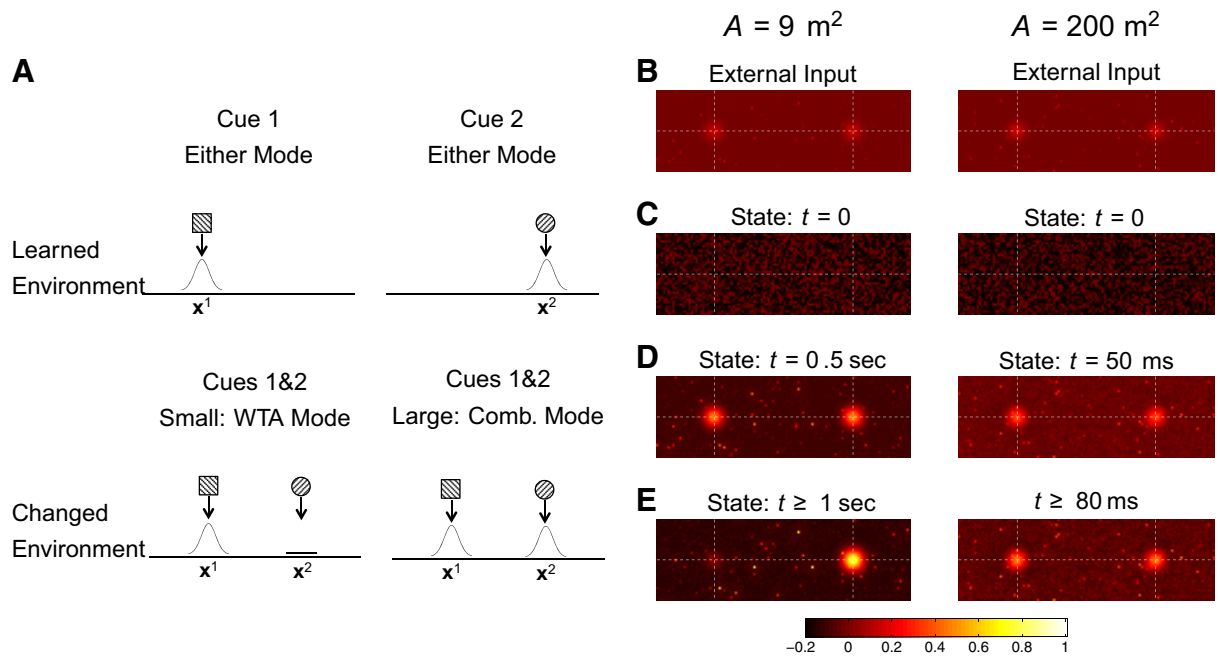 A
Cue 1
Either Mode
Cue 2
Either Mode
Learned
Environment
x¹
x²
Cues 1&2
Small: WTA Mode
Cues 1&2
Large: Comb. Mode
Changed
Environment
x¹
x²
x¹
x²
A = 9 m²
A = 200 m²
B
External Input
External Input
C
State: t = 0
State: t = 0
D
State: t = 0 .5 sec
State: t = 50 ms
E
State: t ≥ 1 sec
t ≥ 80 ms
−0.2 0 0.2 0.4 0.6 0.8 1